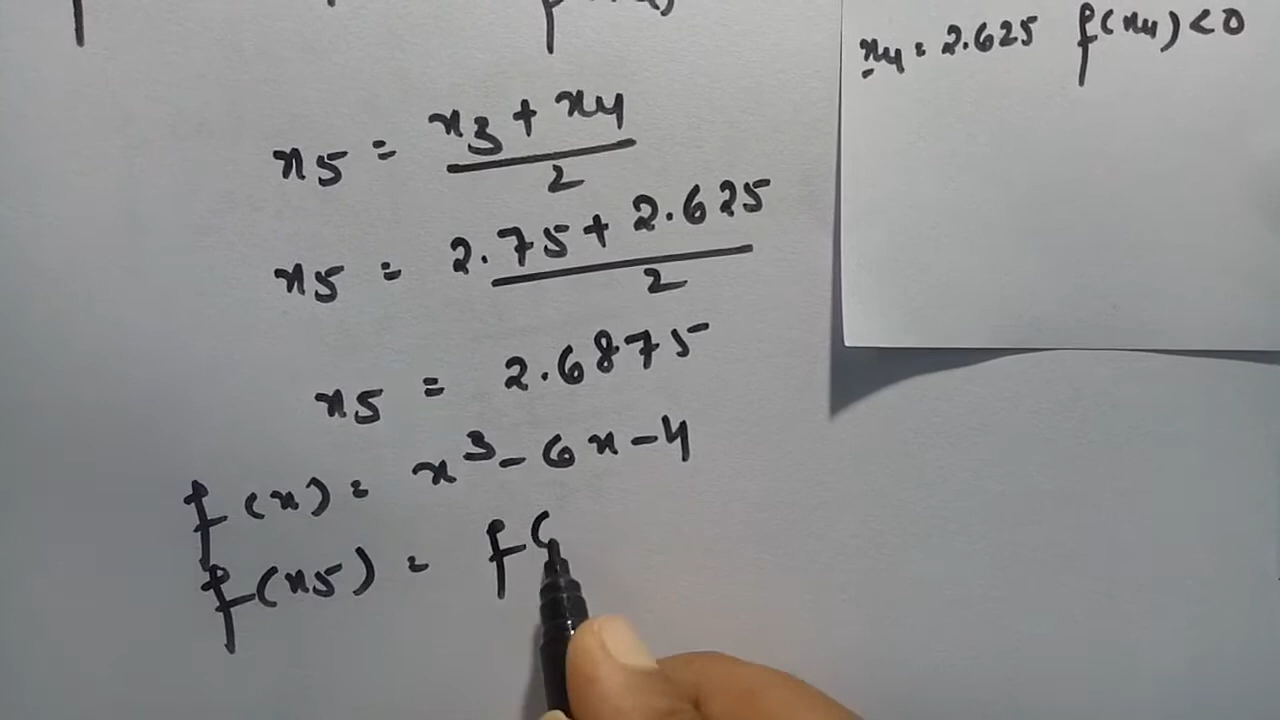 x5 = x3 + x4 / 2
x5 = 2.75 + 2.625 / 2
x5 = 2.6875
f(x) = x³ - 6x - 4
f(x5) = f(
x4 = 2.625 f(x4) < 0